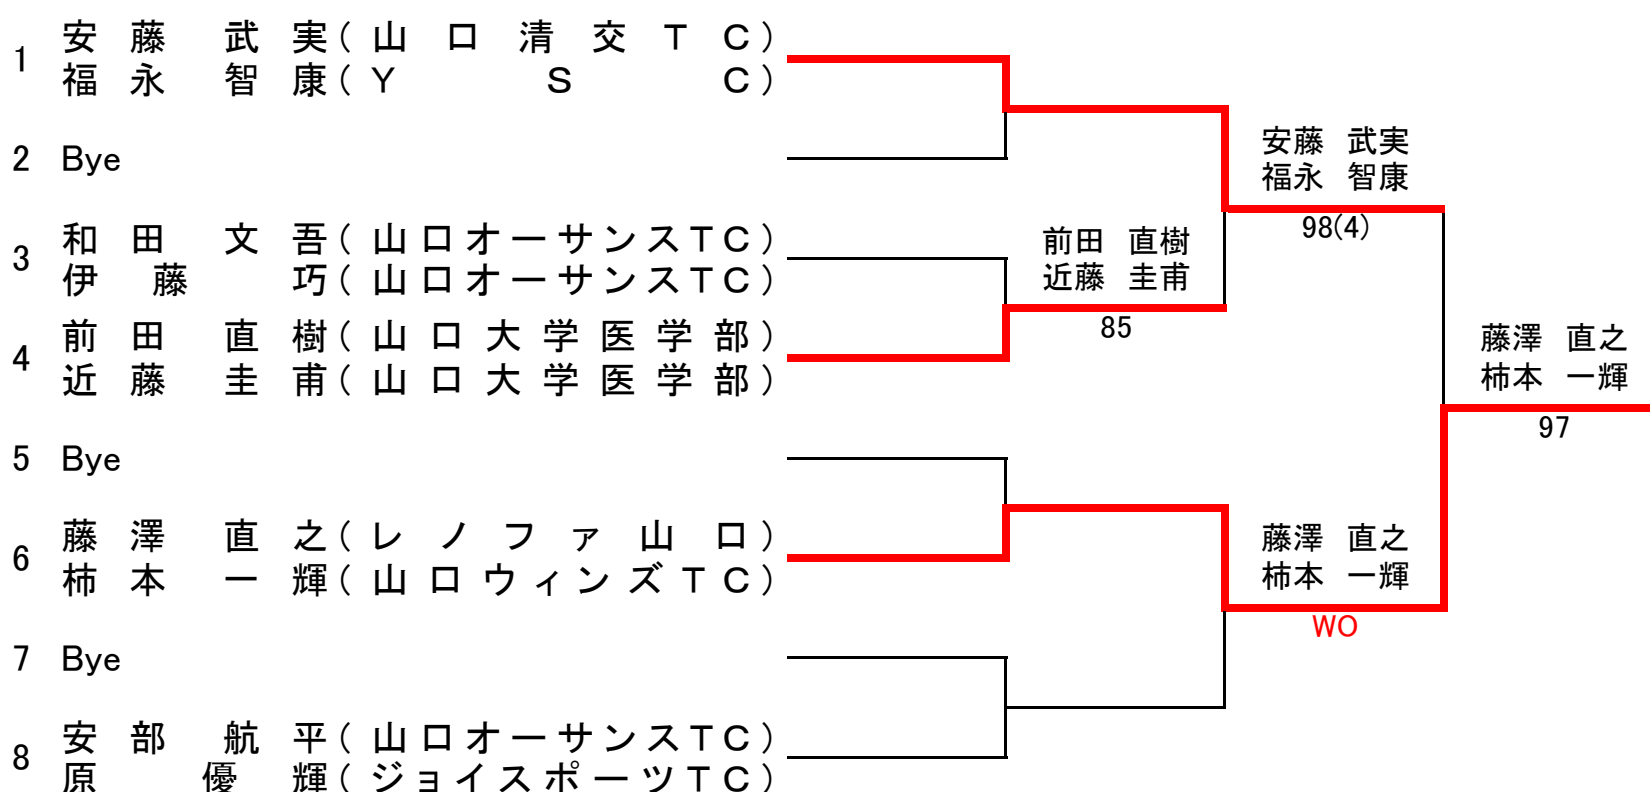 1 安藤 武実(山口清交TC)
福永 智康(YSC)
2 Bye
3 和田 文吾(山口オーサンスTC)
伊藤 巧(山口オーサンスTC)
4 前田 直樹(山口大学医学部)
近藤 圭甫(山口大学医学部)
5 Bye
6 藤澤 直之(レノファ山口)
柿本 一輝(山口ウィンズTC)
7 Bye
8 安部 航平(山口オーサンスTC)
原 優輝(ジョイスポーツTC)
前田 直樹
近藤 圭甫
85
安藤 武実
福永 智康
98(4)
藤澤 直之
柿本 一輝
WO
藤澤 直之
柿本 一輝
97